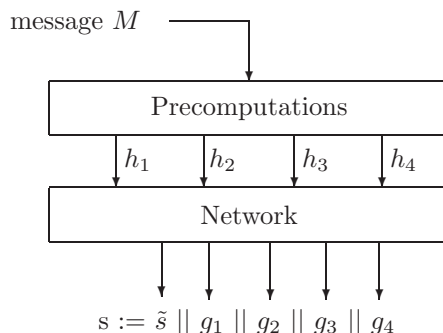 message M
Precomputations
h₁ h₂ h₃ h₄
Network
s := s̃ || g₁ || g₂ || g₃ || g₄